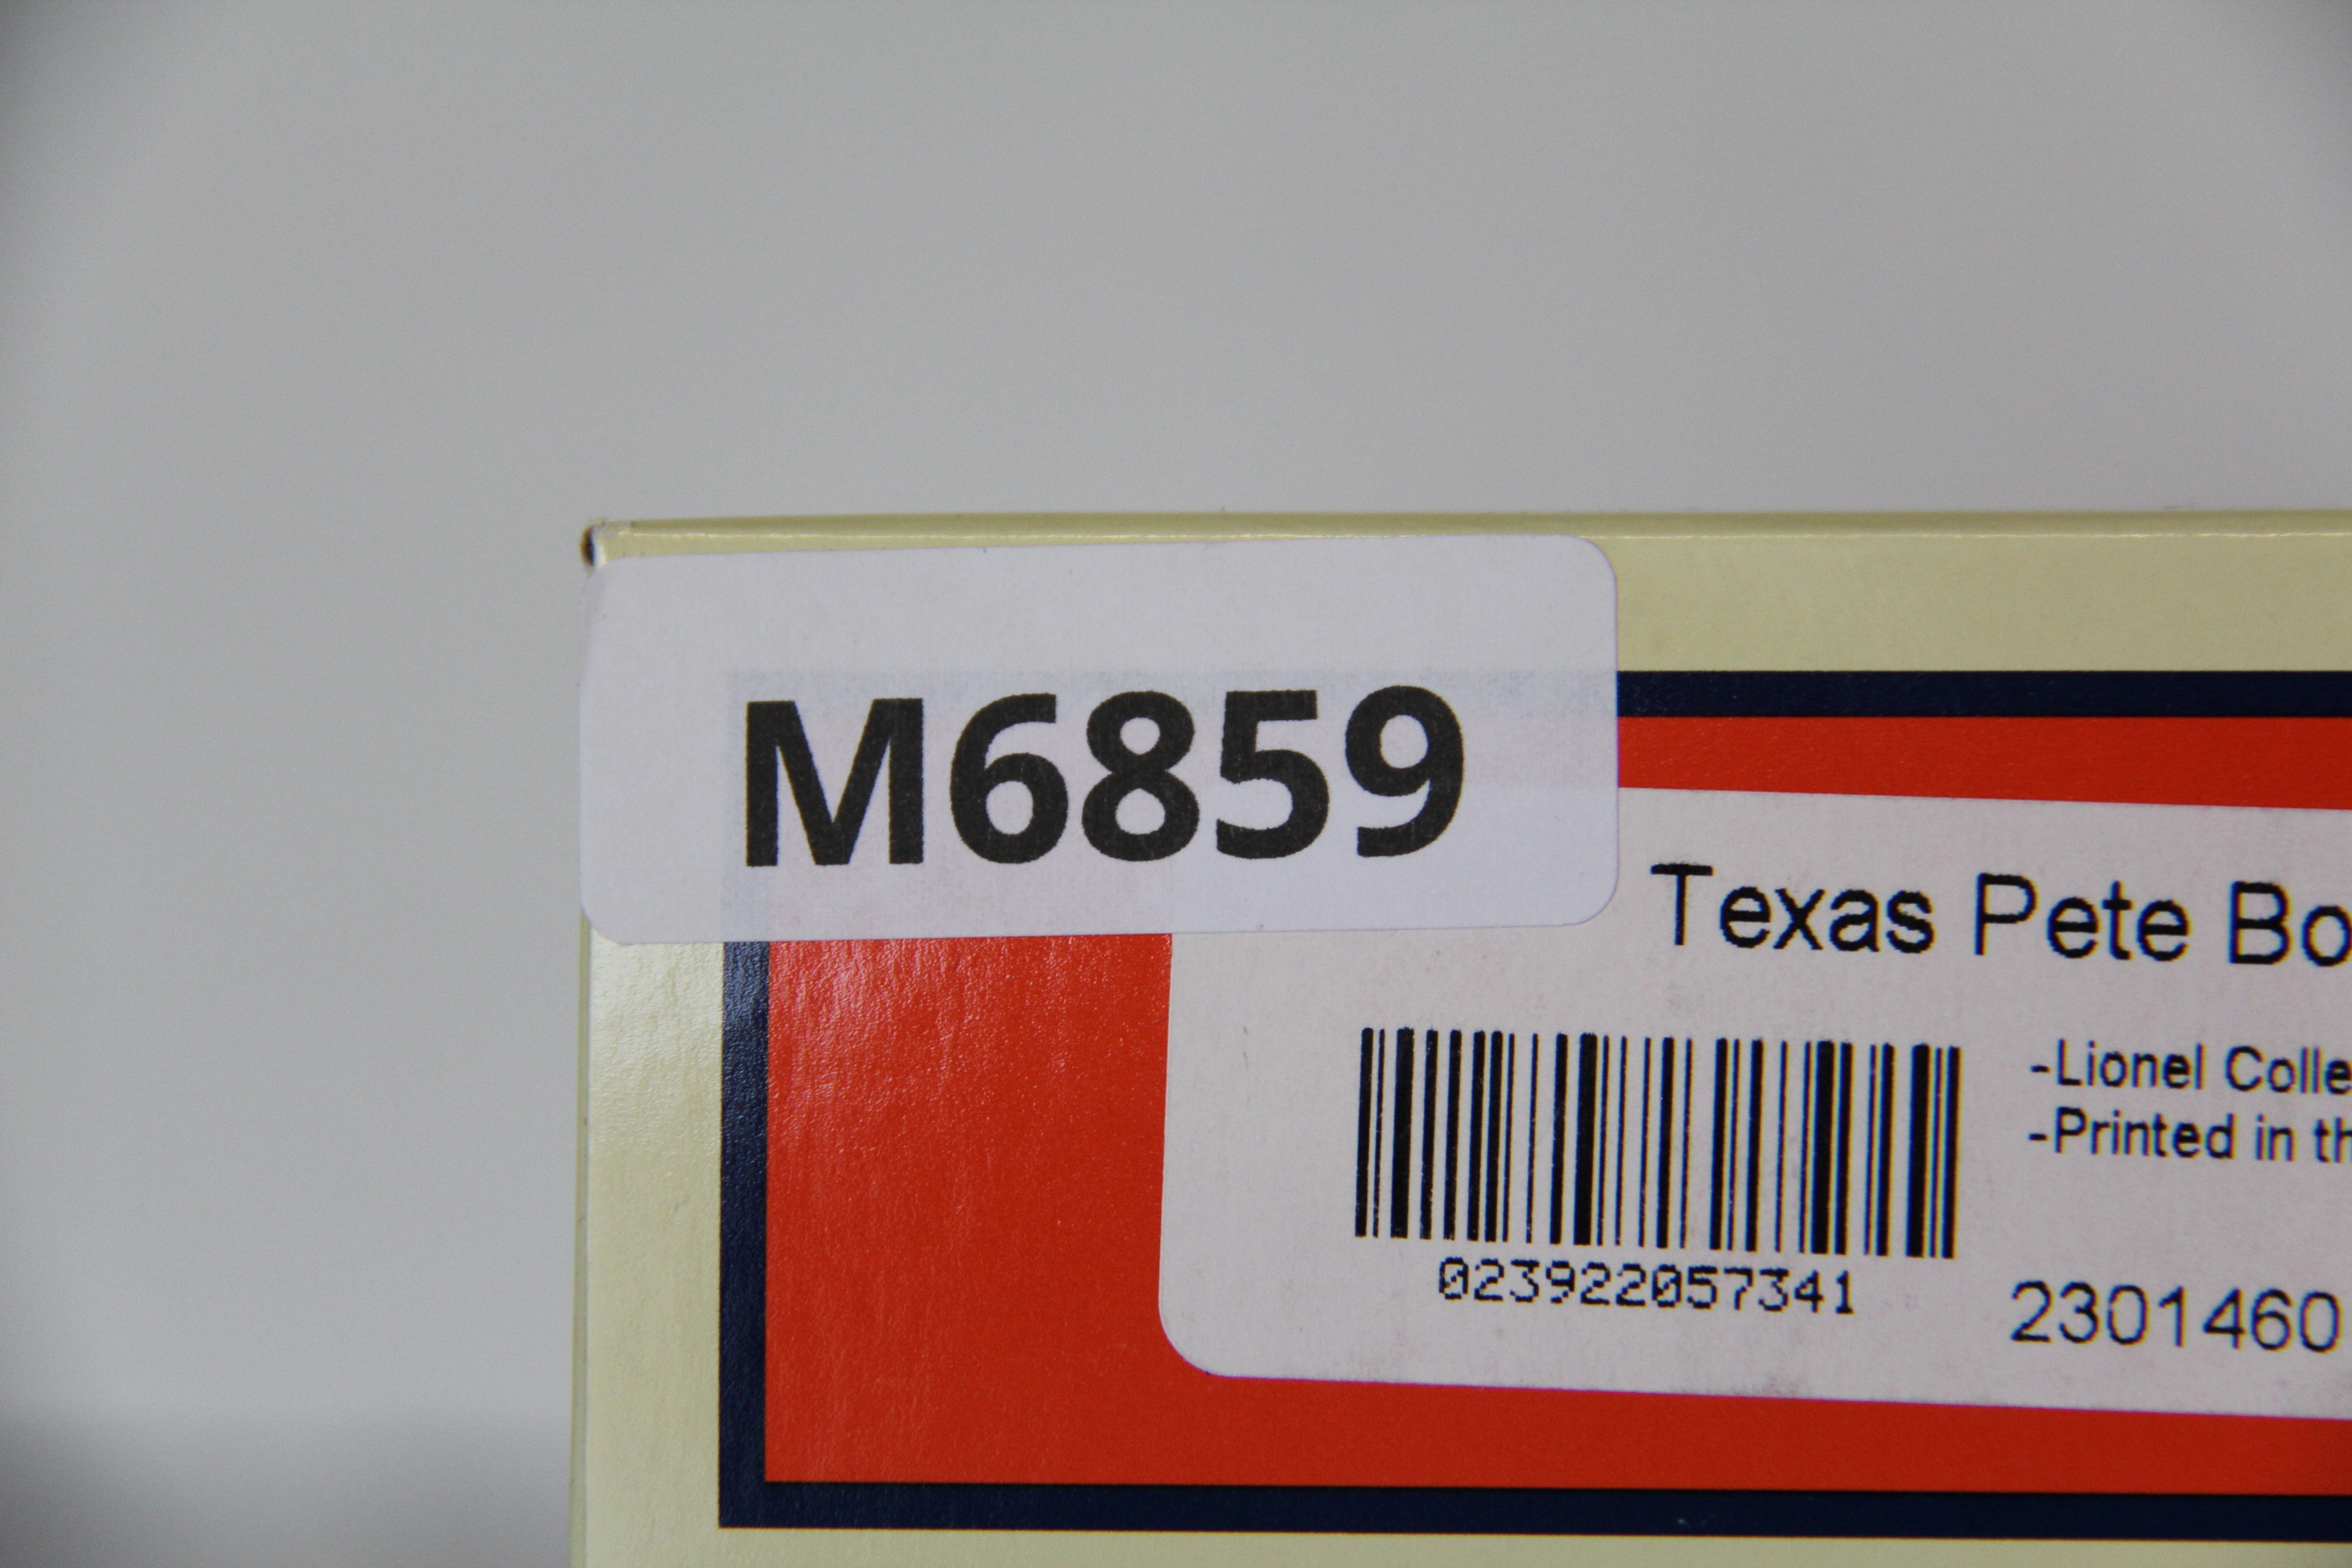 M6859
Texas Pete Bo
-Lionel Colle
-Printed in th
023922057341
2301460